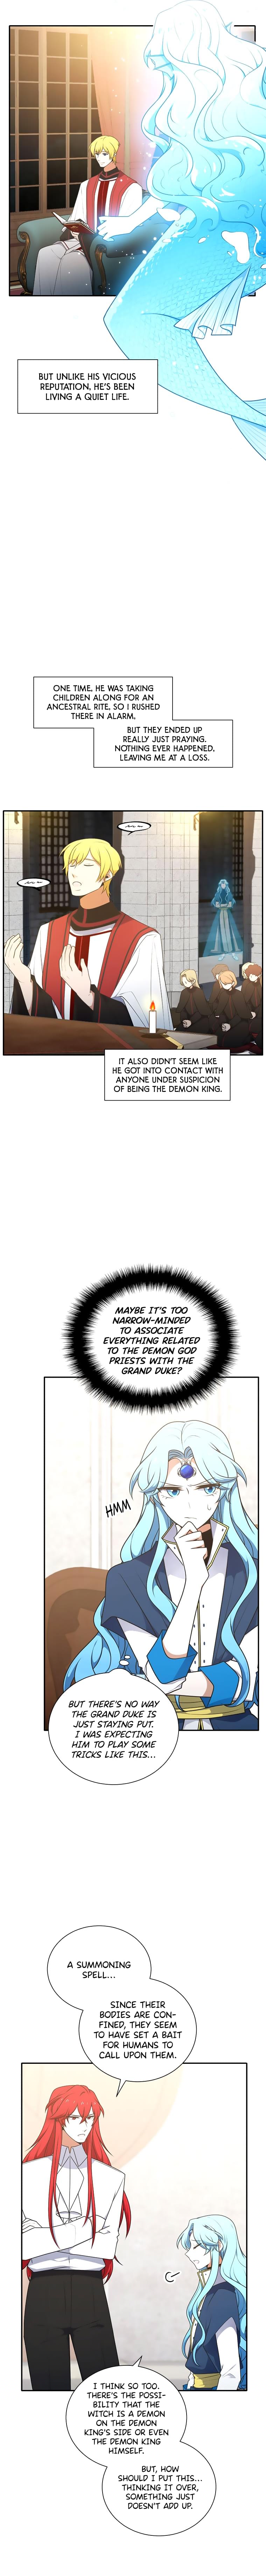 BUT UNLIKE HIS VICIOUS
REPUTATION, HE'S BEEN
LIVING A QUIET LIFE.
ONE TIME, HE WAS TAKING
CHILDREN ALONG FOR AN
ANCESTRAL RITE, SO I RUSHED
THERE IN ALARM.
BUT THEY ENDED UP
REALLY JUST PRAYING.
NOTHING EVER HAPPENED,
LEAVING ME AT A LOSS.
IT ALSO DIDN'T SEEM LIKE
HE GOT INTO CONTACT WITH
ANYONE UNDER SUSPICION
OF BEING THE DEMON KING.
MAYBE IT'S TOO
NARROW-MINDED
TO ASSOCIATE
EVERYTHING RELATED
TO THE DEMON GOD
PRIESTS WITH THE
GRAND DUKE?
HMM
BUT THERE'S NO WAY
THE GRAND DUKE IS
JUST STAYING PUT.
I WAS EXPECTING
HIM TO PLAY SOME
TRICKS LIKE THIS...
A SUMMONING
SPELL...
SINCE THEIR
BODIES ARE CON-
FINED, THEY SEEM
TO HAVE SET A BAIT
FOR HUMANS TO
CALL UPON THEM.
I THINK SO TOO.
THERE'S THE POSSI-
BILITY THAT THE
WITCH IS A DEMON
ON THE DEMON
KING'S SIDE OR EVEN
THE DEMON KING
HIMSELF.
BUT, HOW
SHOULD I PUT THIS...
THINKING IT OVER,
SOMETHING JUST
DOESN'T ADD UP.